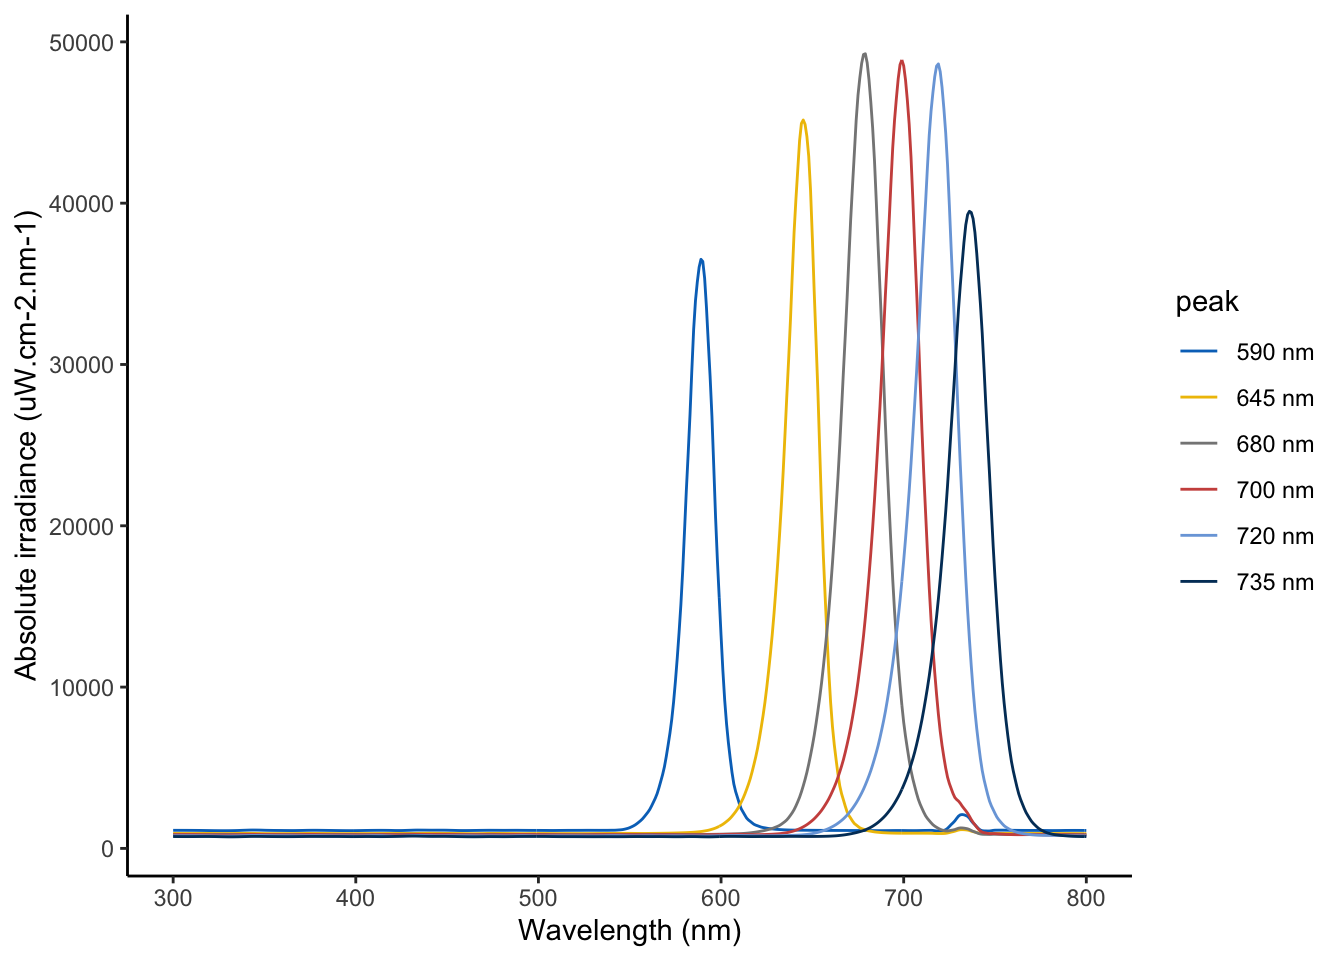 50000
40000
30000
20000
10000
0
Absolute irradiance (uW.cm-2.nm-1)
300 400 500 600 700 800
Wavelength (nm)
peak
590 nm
645 nm
680 nm
700 nm
720 nm
735 nm